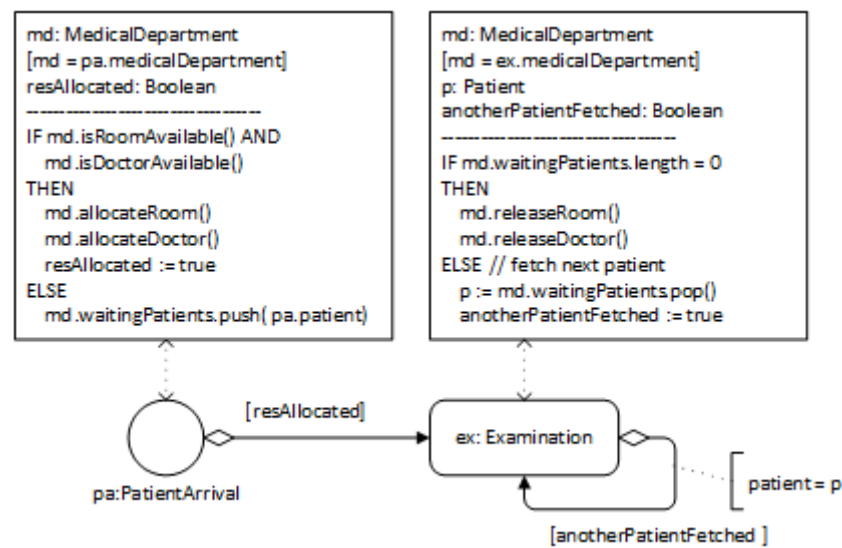 md: MedicalDepartment
[md = pa.medicalDepartment]
resAllocated: Boolean
------------------------------------
IF md.isRoomAvailable() AND
md.isDoctorAvailable()
THEN
md.allocateRoom()
md.allocateDoctor()
resAllocated := true
ELSE
md.waitingPatients.push( pa.patient)
md: MedicalDepartment
[md = ex.medicalDepartment]
p: Patient
anotherPatientFetched: Boolean
------------------------------------
IF md.waitingPatients.length = 0
THEN
md.releaseRoom()
md.releaseDoctor()
ELSE // fetch next patient
p := md.waitingPatients.pop()
anotherPatientFetched := true
[resAllocated]
ex: Examination
pa:PatientArrival
patient = p
[anotherPatientFetched ]